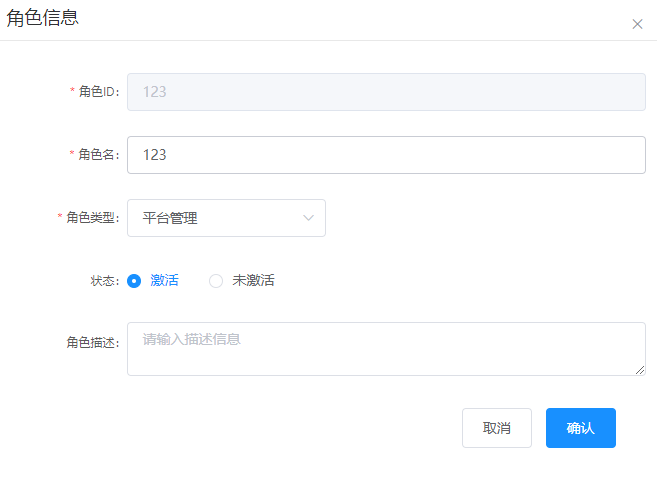 角色信息
* 角色ID: 123
* 角色名: 123
* 角色类型: 平台管理
状态: 激活 未激活
角色描述: 请输入描述信息
取消 确认